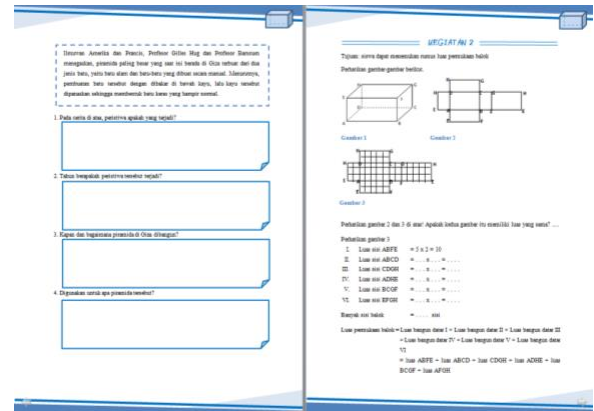 Ilmuwan Amerika dan Prancis, Profesor Gilles Hug dan Profesor Barsoum
menegaskan, piramida paling besar yang saat ini berada di Giza terbuat dari dua
jenis batu, yaitu batu alam dan batu-batu yang dibuat secara manual. Menurutnya,
pembuatan batu tersebut dengan dibakar di bawah kayu, lalu kayu tersebut
digunakan sehingga membentuk batu keras yang hampir normal.
1. Pada cerita di atas, peristiwa apakah yang terjadi?
2. Tahun berapakah peristiwa tersebut terjadi?
3. Kapan dan bagaimana piramida di Giza dibangun?
4. Digunakan untuk apa piramida tersebut?
KEGIATAN 2
Tujuan: siswa dapat menemukan rumus luas permukaan balok
Perhatikan gambar-gambar berikut.
Gambar 1 Gambar 2
Gambar 3
Perhatikan gambar 2 dan 3 di atas! Apakah kedua gambar itu memiliki luas yang sama? ....
Perhatikan gambar 3
I. Luas sisi ABFE = 5 x 2 = 10
II. Luas sisi ABCD = . . . x . . . = . . . .
III. Luas sisi CDGH = . . . x . . . = . . . .
IV. Luas sisi ADHE = . . . x . . . = . . . .
V. Luas sisi BCGF = . . . x . . . = . . . .
VI. Luas sisi EFGH = . . . x . . . = . . . .
Banyak sisi balok = . . . . sisi
Luas permukaan balok = Luas bangun datar I + Luas bangun datar II + Luas bangun datar III
+ Luas bangun datar IV + Luas bangun datar V + Luas bangun datar
VI
= luas ABFE + luas ABCD + luas CDGH + luas ADHE + luas
BCGF + luas AFGH